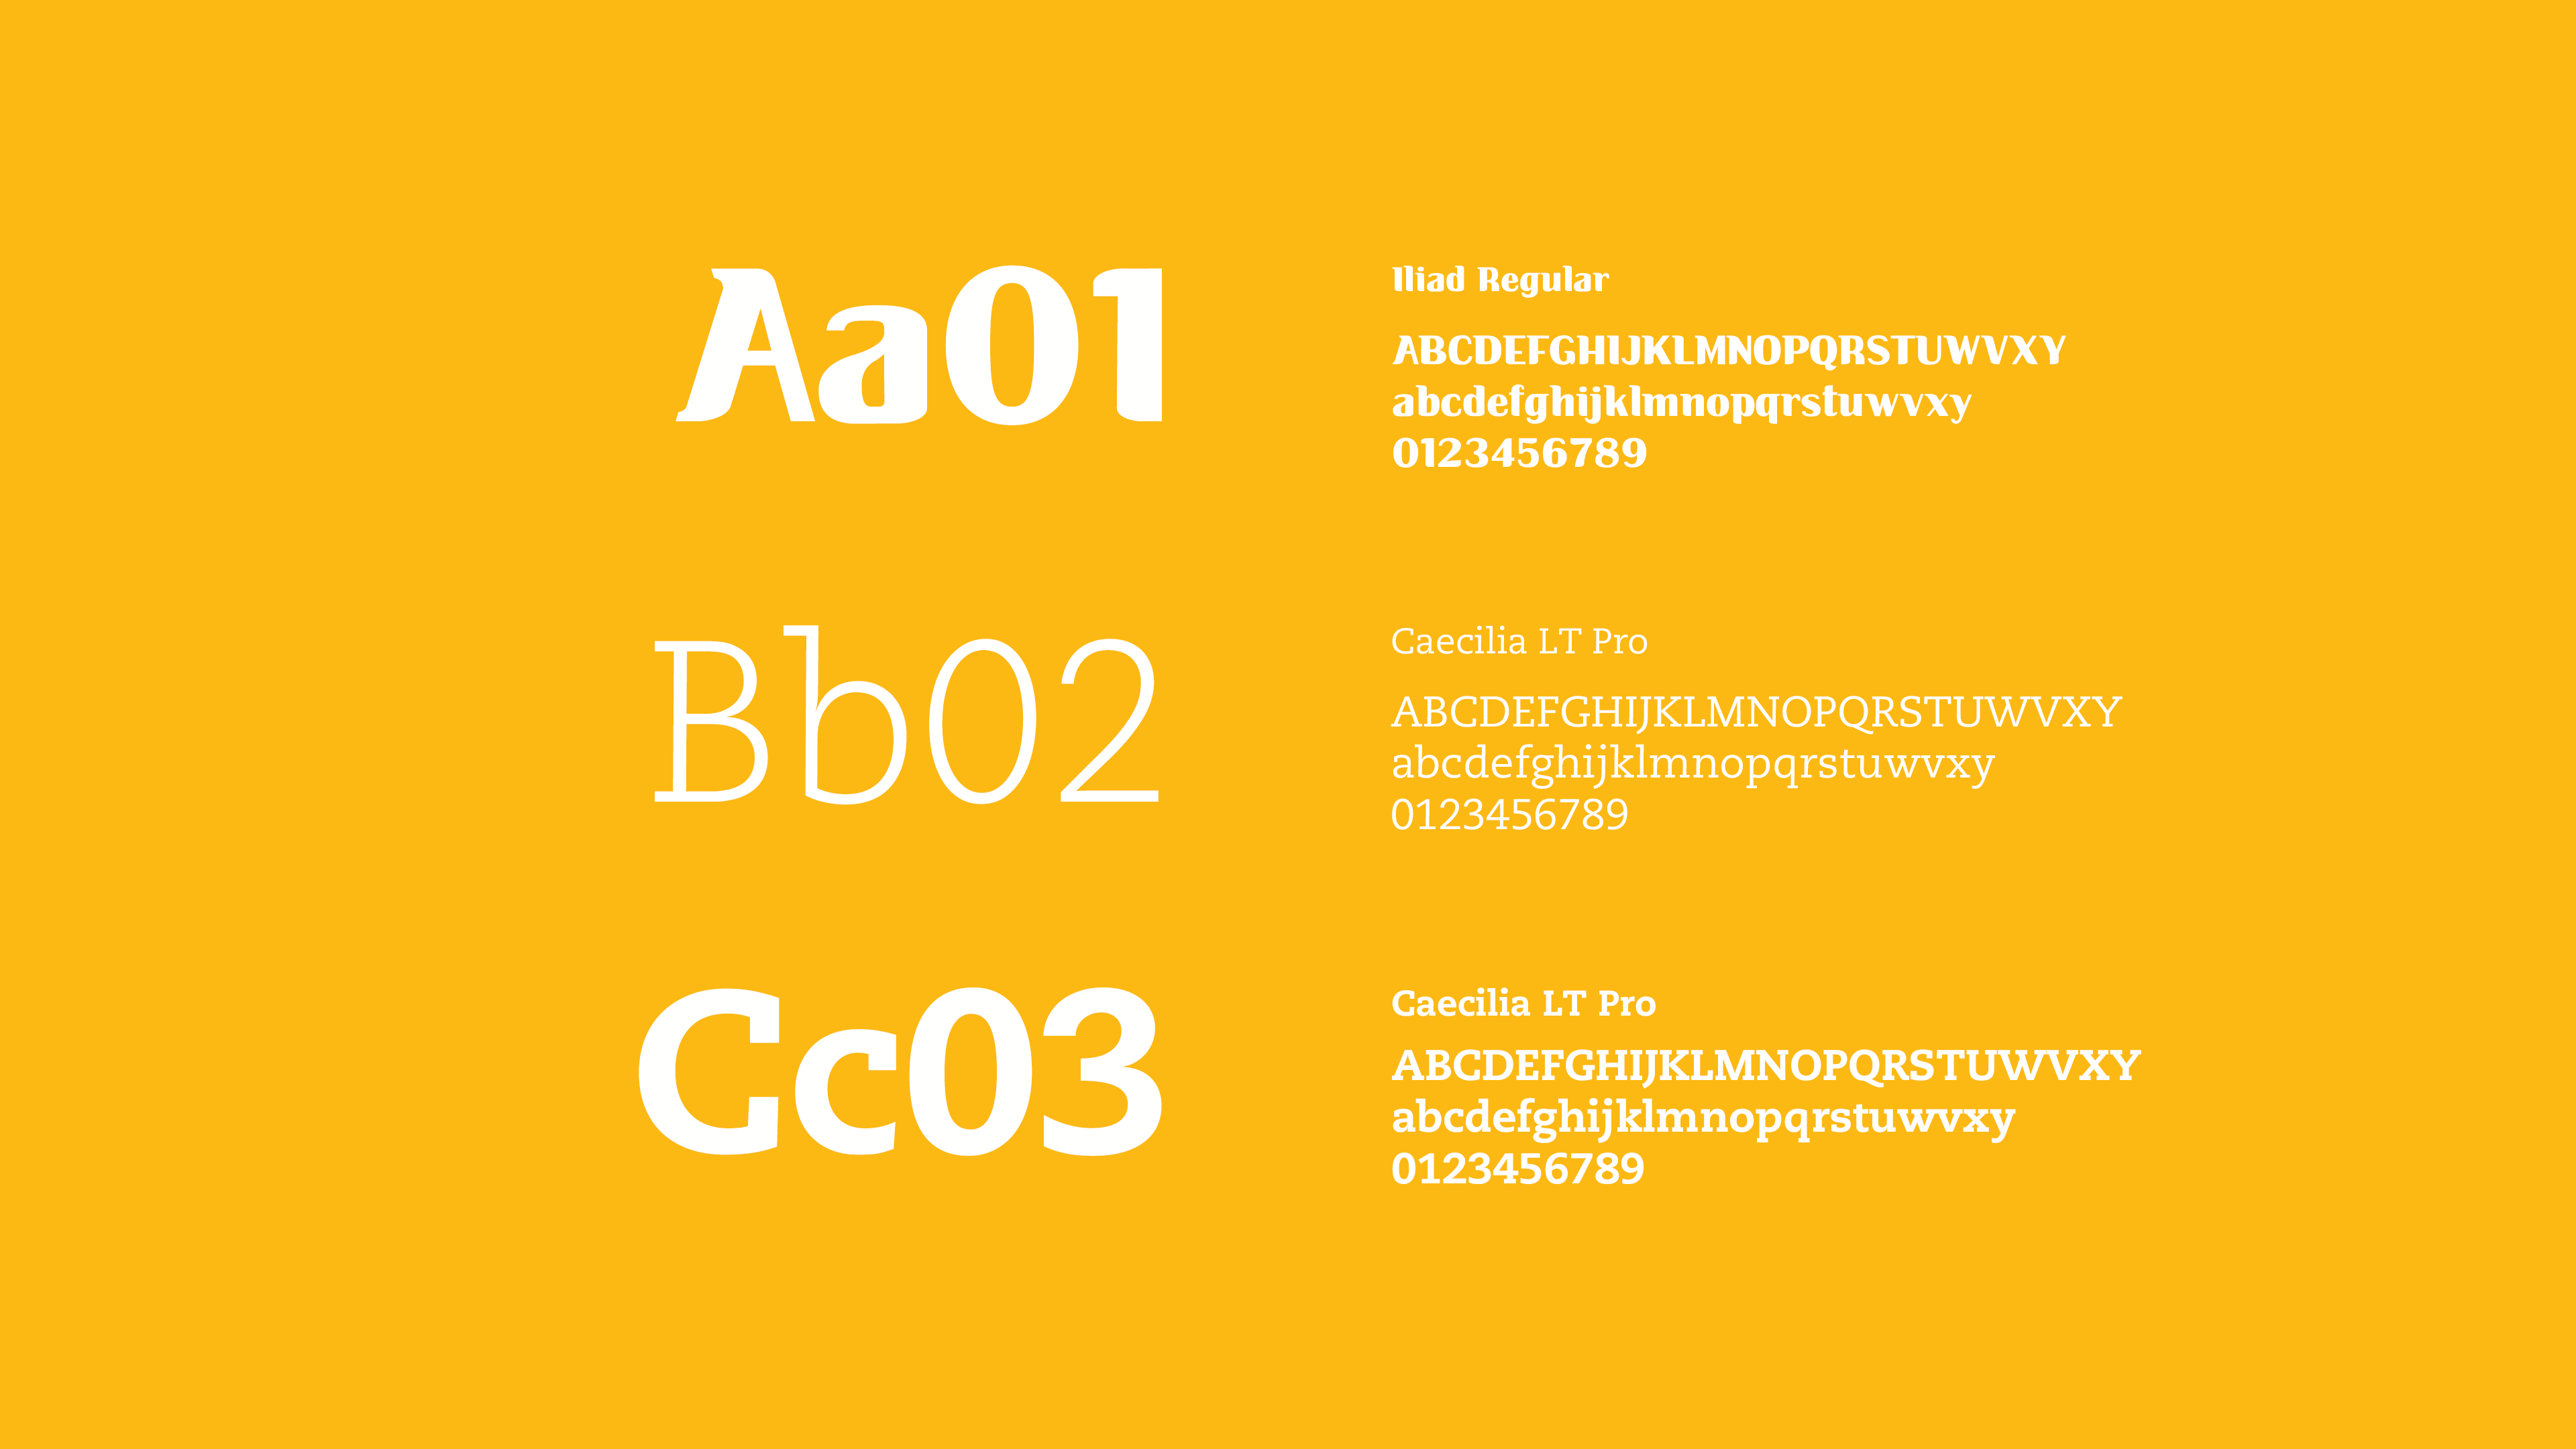 Aa01
Iliad Regular
ABCDEFGHIJKLMNOPQRSTUWVXY
abcdefghijklmnopqrstuwvxy
0123456789
Bb02
Caecilia LT Pro
ABCDEFGHIJKLMNOPQRSTUWVXY
abcdefghijklmnopqrstuwvxy
0123456789
Cc03
Caecilia LT Pro
ABCDEFGHIJKLMNOPQRSTUWVXY
abcdefghijklmnopqrstuwvxy
0123456789